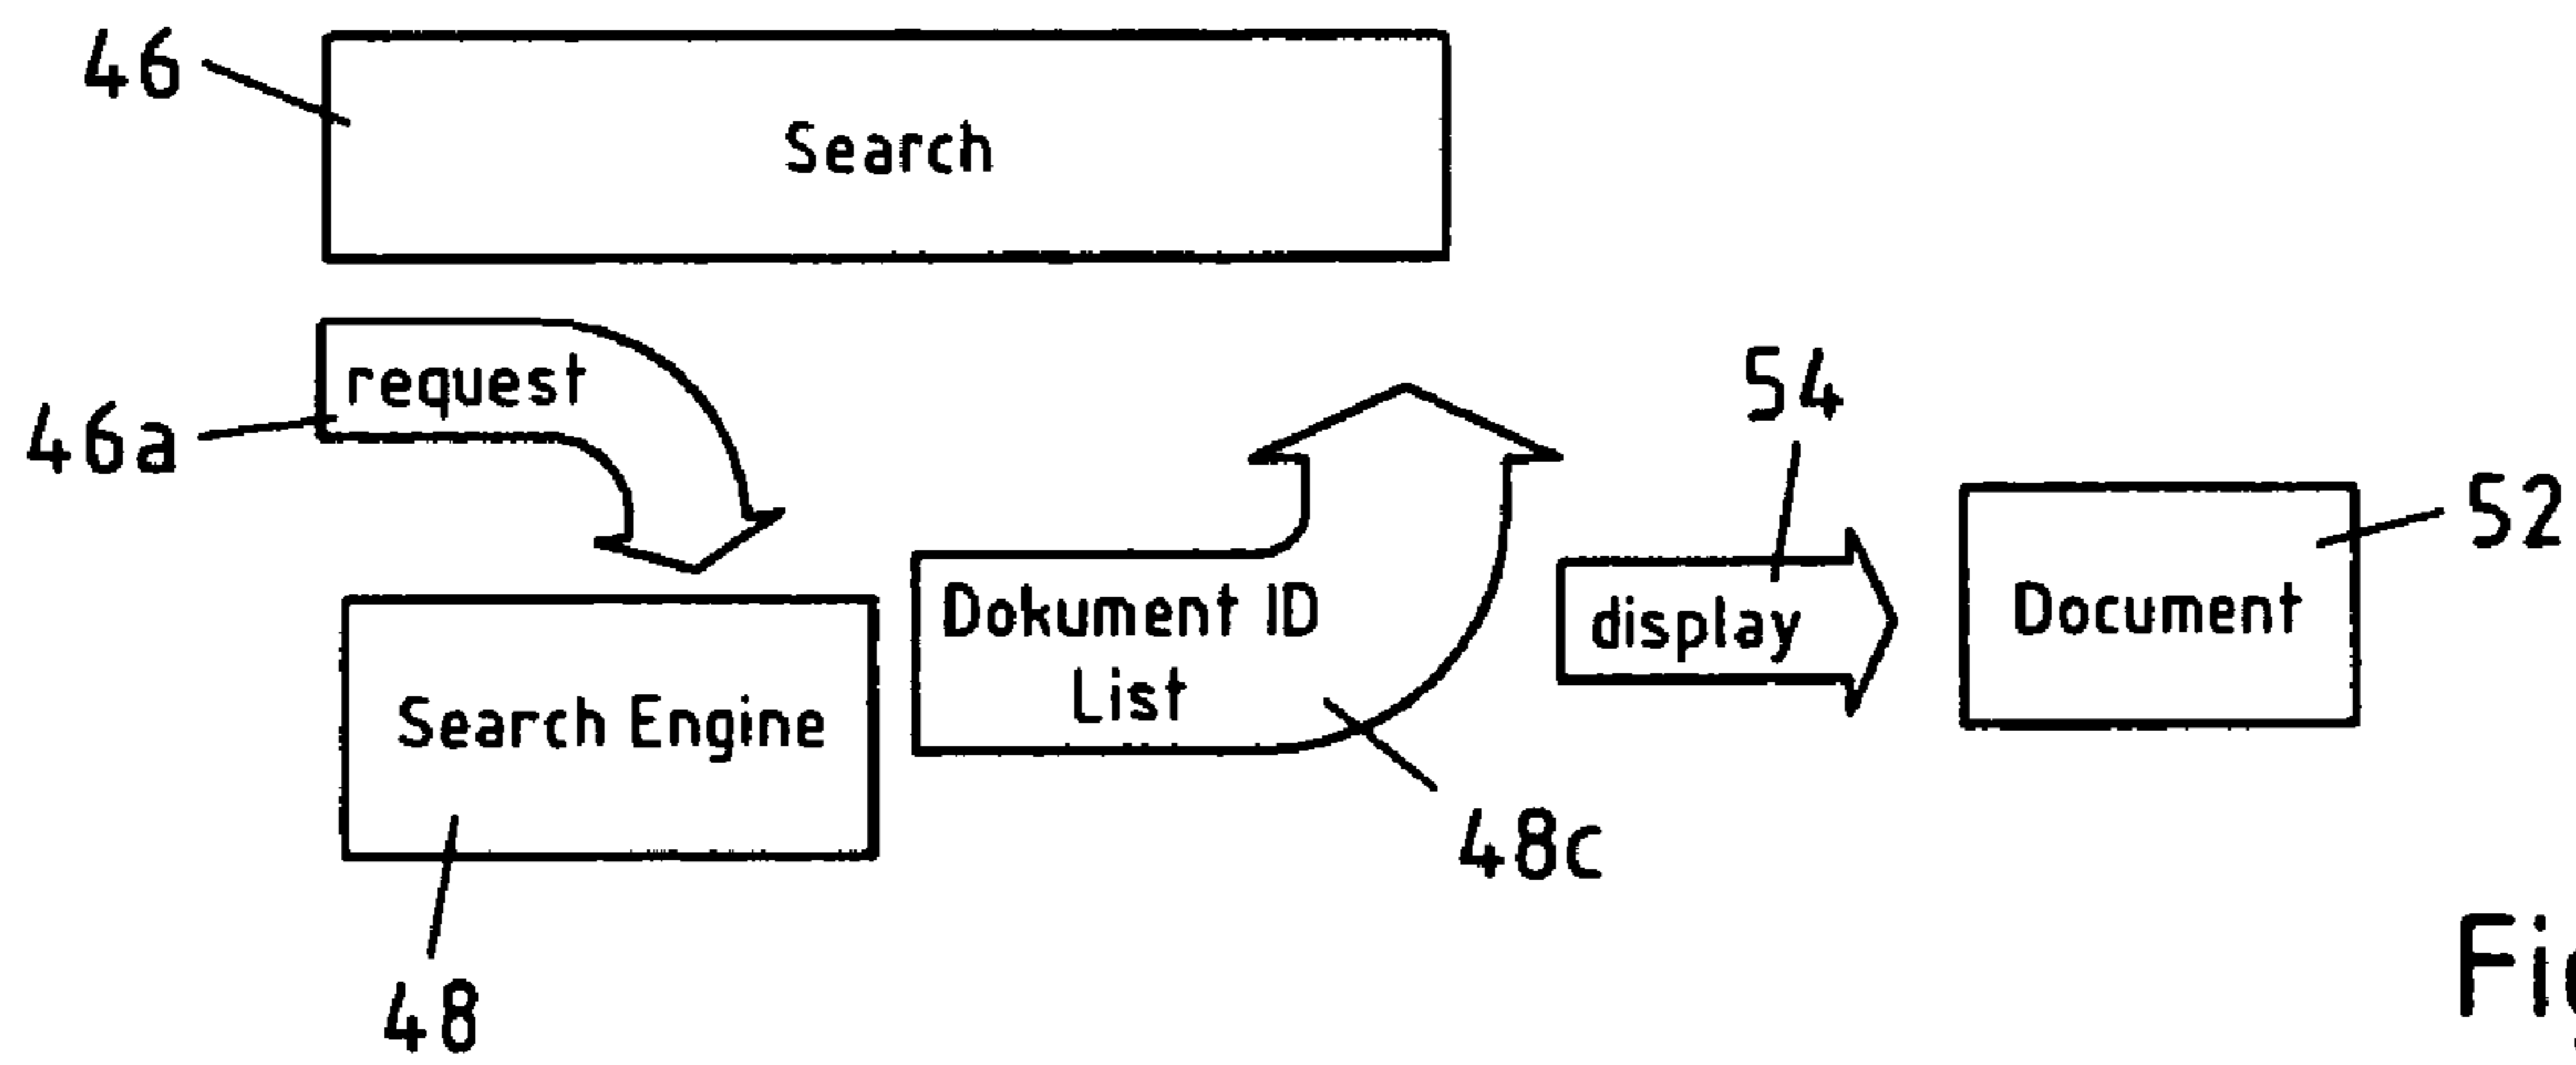 46
Search
request
46a
54
52
Dokument ID
List
display
Document
Search Engine
48c
48